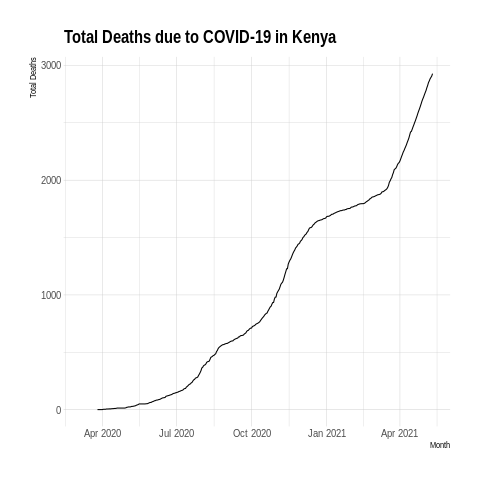 Total Deaths due to COVID-19 in Kenya
Total Deaths
3000
2000
1000
0
Apr 2020 Jul 2020 Oct 2020 Jan 2021 Apr 2021
Month